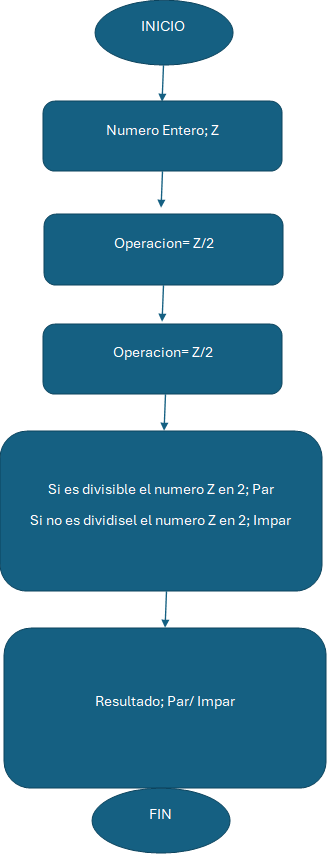 INICIO
Numero Entero; Z
Operacion= Z/2
Operacion= Z/2
Si es divisible el numero Z en 2; Par
Si no es dividisel el numero Z en 2; Impar
Resultado; Par/ Impar
FIN